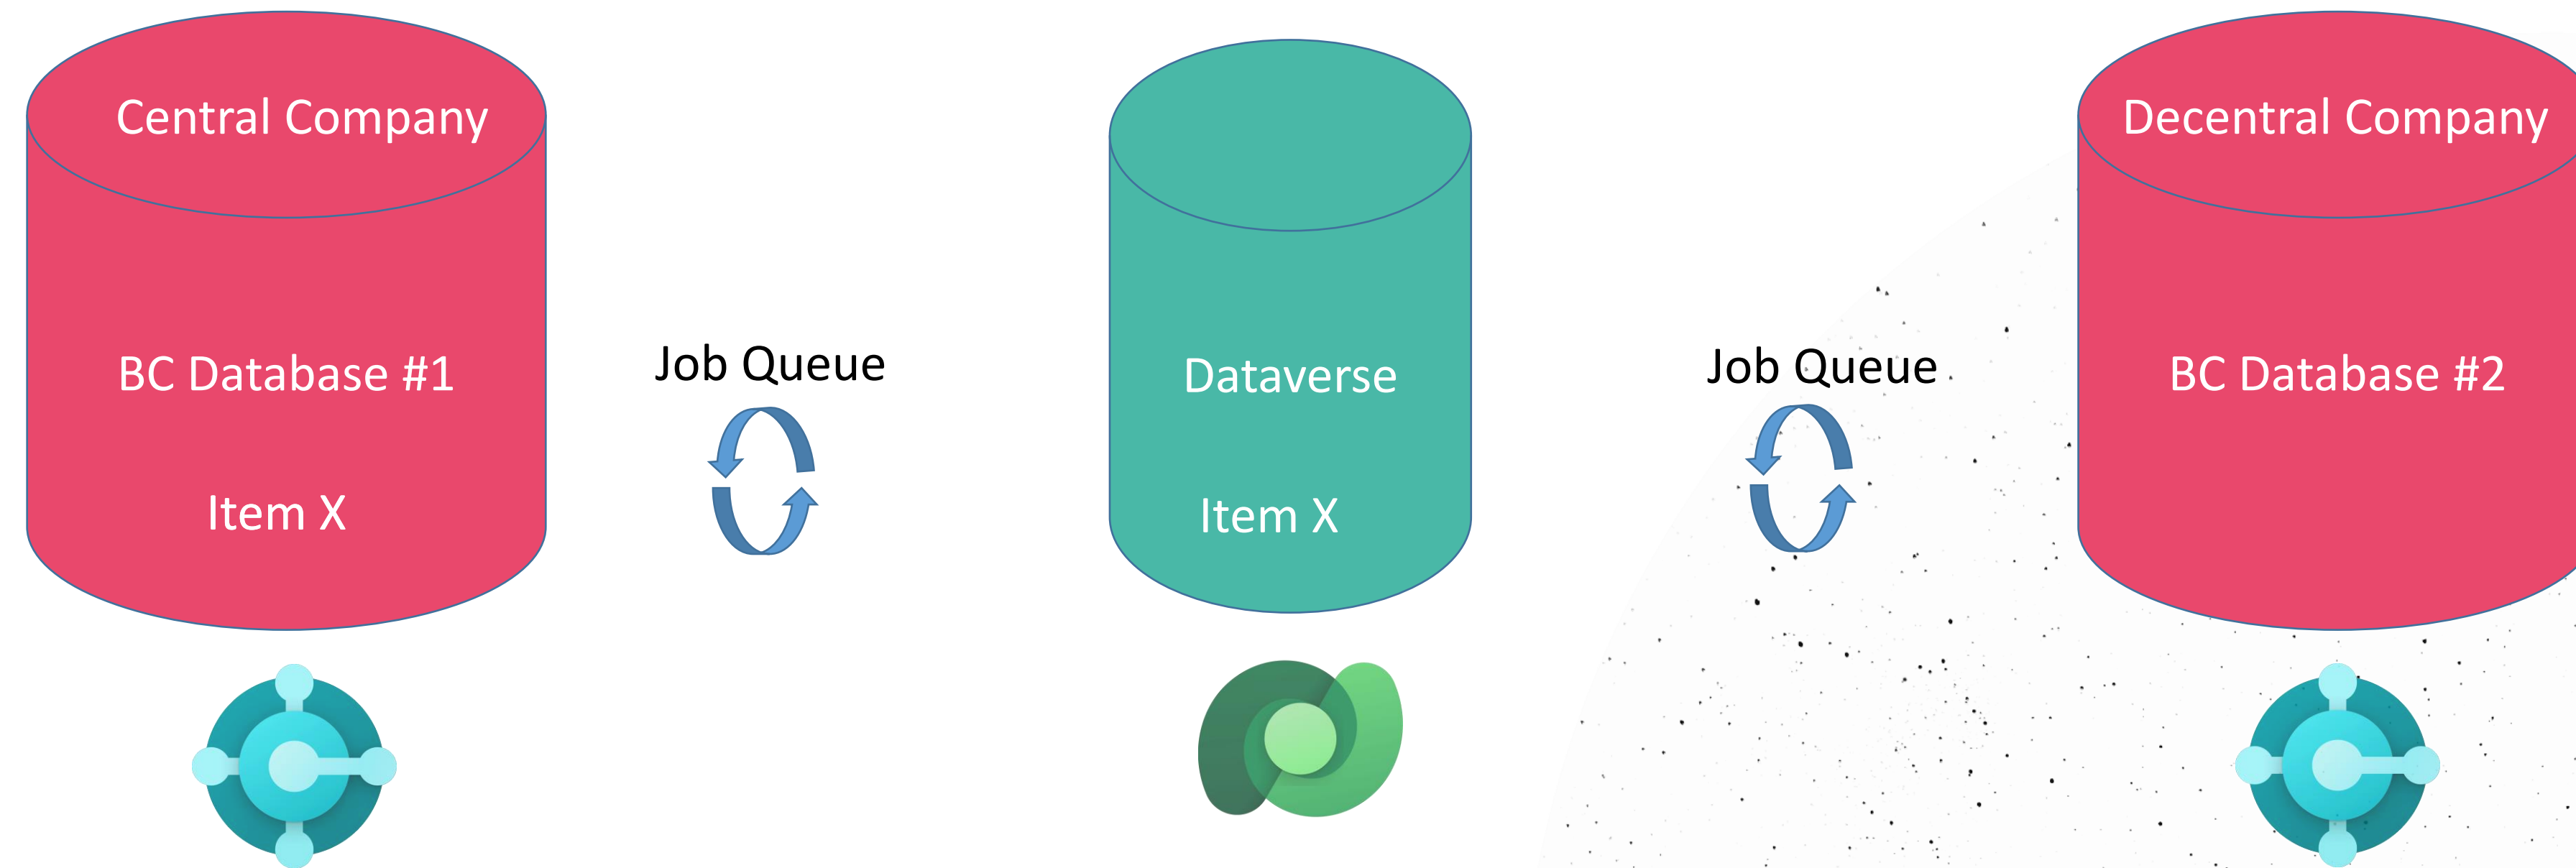 Central Company
BC Database #1
Item X
Job Queue
Dataverse
Item X
Job Queue
Decentral Company
BC Database #2